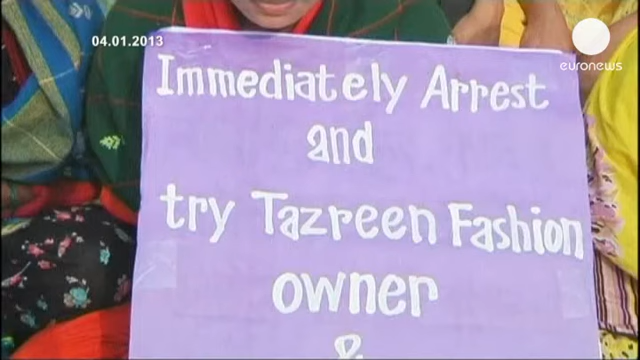 04.01.2013
euronews
Immediately Arrest
and
try Tazreen Fashion
owner
&